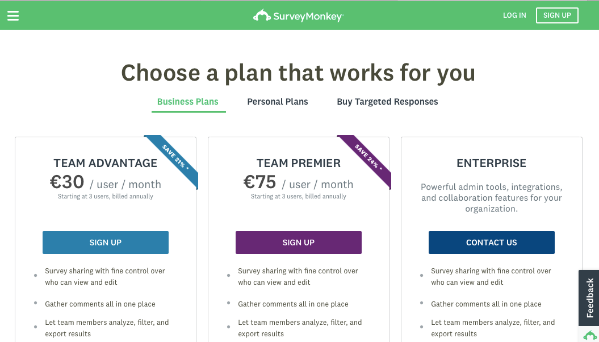 SurveyMonkey
LOG IN
SIGN UP
Choose a plan that works for you
Business Plans
Personal Plans
Buy Targeted Responses
SAVE 21% *
TEAM ADVANTAGE
€30 / user / month
Starting at 3 users, billed annually
SIGN UP
Survey sharing with fine control over
who can view and edit
Gather comments all in one place
Let team members analyze, filter, and
export results
SAVE 24% *
TEAM PREMIER
€75 / user / month
Starting at 3 users, billed annually
SIGN UP
Survey sharing with fine control over
who can view and edit
Gather comments all in one place
Let team members analyze, filter, and
export results
ENTERPRISE
Powerful admin tools, integrations,
and collaboration features for your
organization.
CONTACT US
Survey sharing with fine control over
who can view and edit
Gather comments all in one place
Let team members analyze, filter, and
export results
Feedback